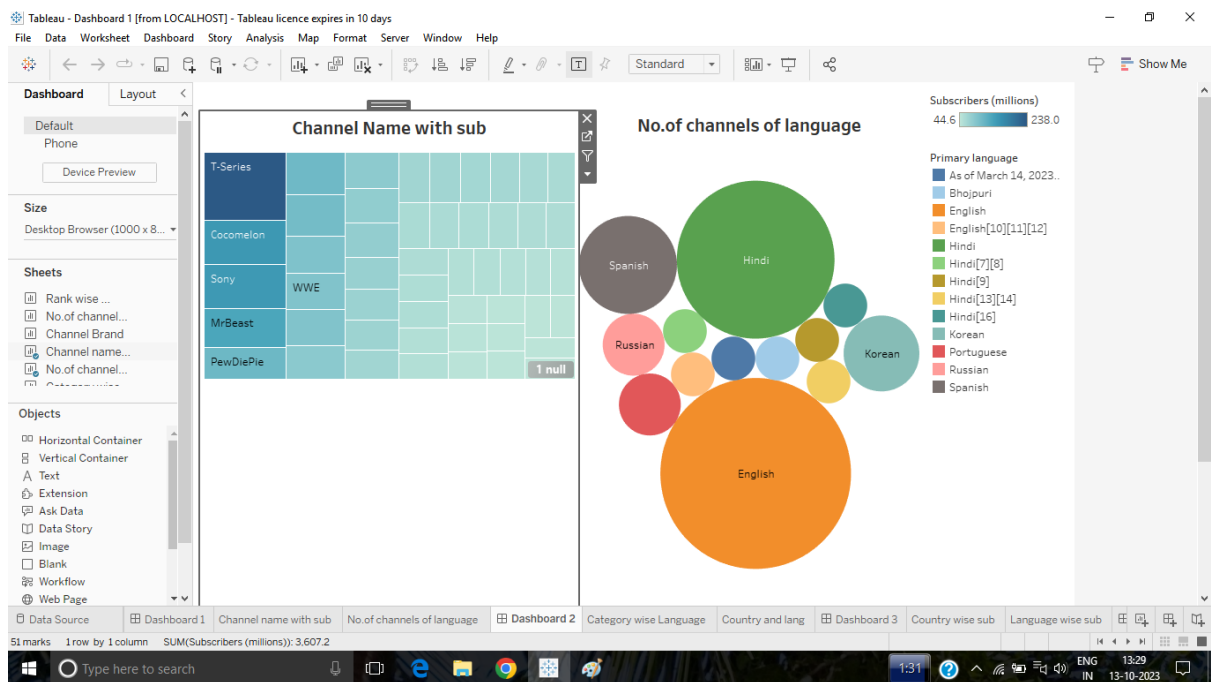 Tableau - Dashboard 1 [from LOCALHOST] - Tableau licence expires in 10 days
File Data Worksheet Dashboard Story Analysis Map Format Server Window Help
Standard
Show Me
Dashboard Layout
Default
Phone
Device Preview
Size
Desktop Browser (1000 x 8...
Sheets
Rank wise ...
No.of channel...
Channel Brand
Channel name...
No.of channel...
Objects
Horizontal Container
Vertical Container
Text
Extension
Ask Data
Data Story
Image
Blank
Workflow
Web Page
Channel Name with sub
T-Series
Cocomelon
Sony
WWE
MrBeast
PewDiePie
1 null
No.of channels of language
Spanish
Hindi
Russian
Korean
English
Subscribers (millions)
44.6 238.0
Primary language
As of March 14, 2023..
Bhojpuri
English
English[10][11][12]
Hindi
Hindi[7][8]
Hindi[9]
Hindi[13][14]
Hindi[16]
Korean
Portuguese
Russian
Spanish
Data Source Dashboard 1 Channel name with sub No.of channels of language Dashboard 2 Category wise Language Country and lang Dashboard 3 Country wise sub Language wise sub
51 marks 1 row by 1 column SUM(Subscribers (millions)): 3,607.2
Type here to search
1:31
ENG
IN
13:29
13-10-2023